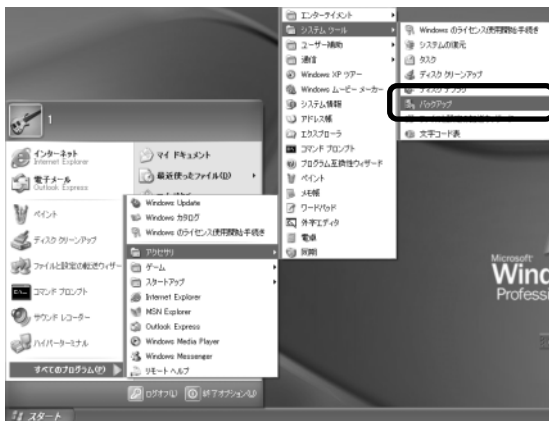 1
インターネット
Internet Explorer
電子メール
Outlook Express
ペイント
ディスク クリーンアップ
ファイルと設定の転送ウィザー
コマンド プロンプト
サウンド レコーダー
ハイパーターミナル
すべてのプログラム(P)
マイ ドキュメント
最近使ったファイル(D)
Windows Update
Windows カタログ
Windows のライセンス使用開始手続き
アクセサリ
ゲーム
スタートアップ
Internet Explorer
MSN Explorer
Outlook Express
Windows Media Player
Windows Messenger
リモート ヘルプ
ログオフ(L)
終了オプション(U)
スタート
エンターテイメント
システム ツール
ユーザー補助
通信
Windows XP ツアー
Windows ムービー メーカー
システム情報
アドレス帳
エクスプローラ
コマンド プロンプト
プログラム互換性ウィザード
ペイント
メモ帳
ワードパッド
外字エディタ
電卓
同期
Windows のライセンス使用開始手続き
システムの復元
タスク
ディスク クリーンアップ
バックアップ
文字コード表
Microsoft
Wind
Professi